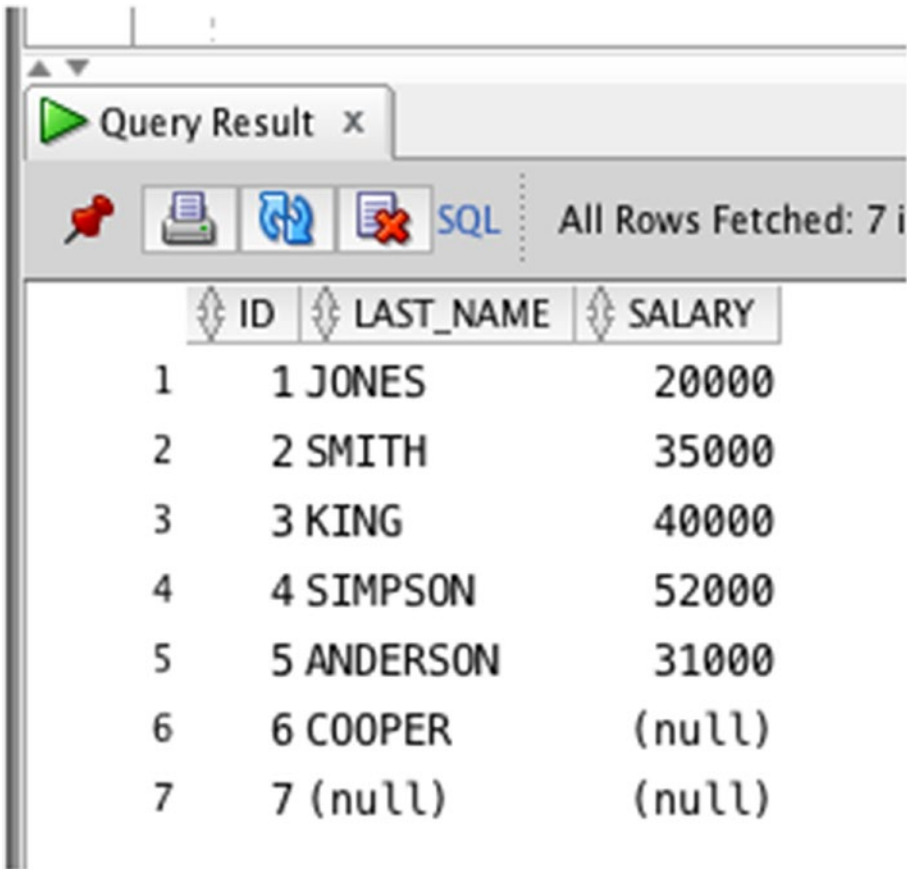 Query Result x
SQL All Rows Fetched: 7 i
ID LAST_NAME SALARY
1 1 JONES 20000
2 2 SMITH 35000
3 3 KING 40000
4 4 SIMPSON 52000
5 5 ANDERSON 31000
6 6 COOPER (null)
7 7 (null) (null)